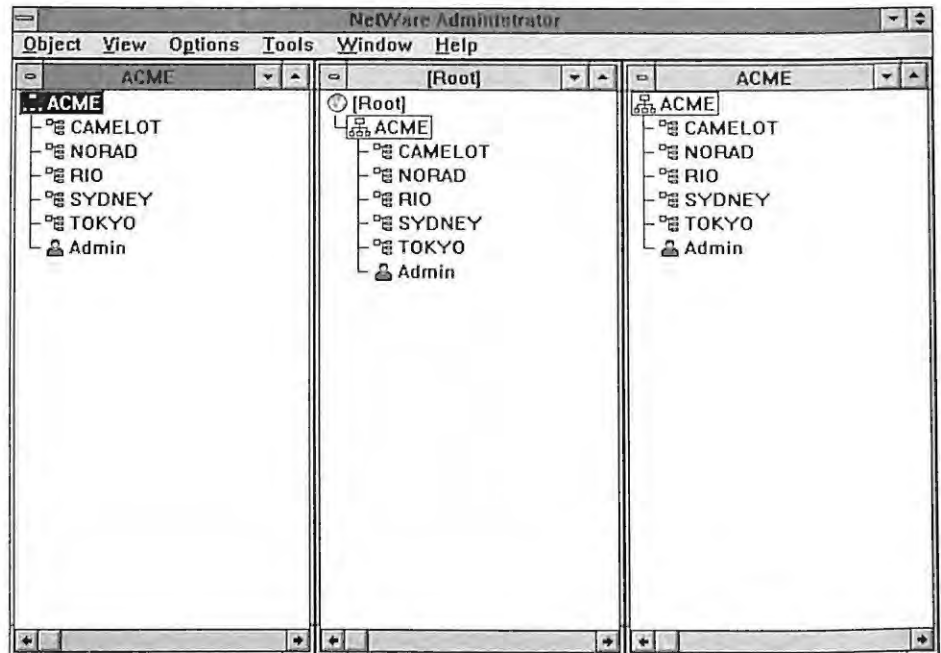 NetWare Administrator
Object View Options Tools Window Help
ACME
ACME
CAMELOT
NORAD
RIO
SYDNEY
TOKYO
Admin
[Root]
[Root]
ACME
CAMELOT
NORAD
RIO
SYDNEY
TOKYO
Admin
ACME
ACME
CAMELOT
NORAD
RIO
SYDNEY
TOKYO
Admin